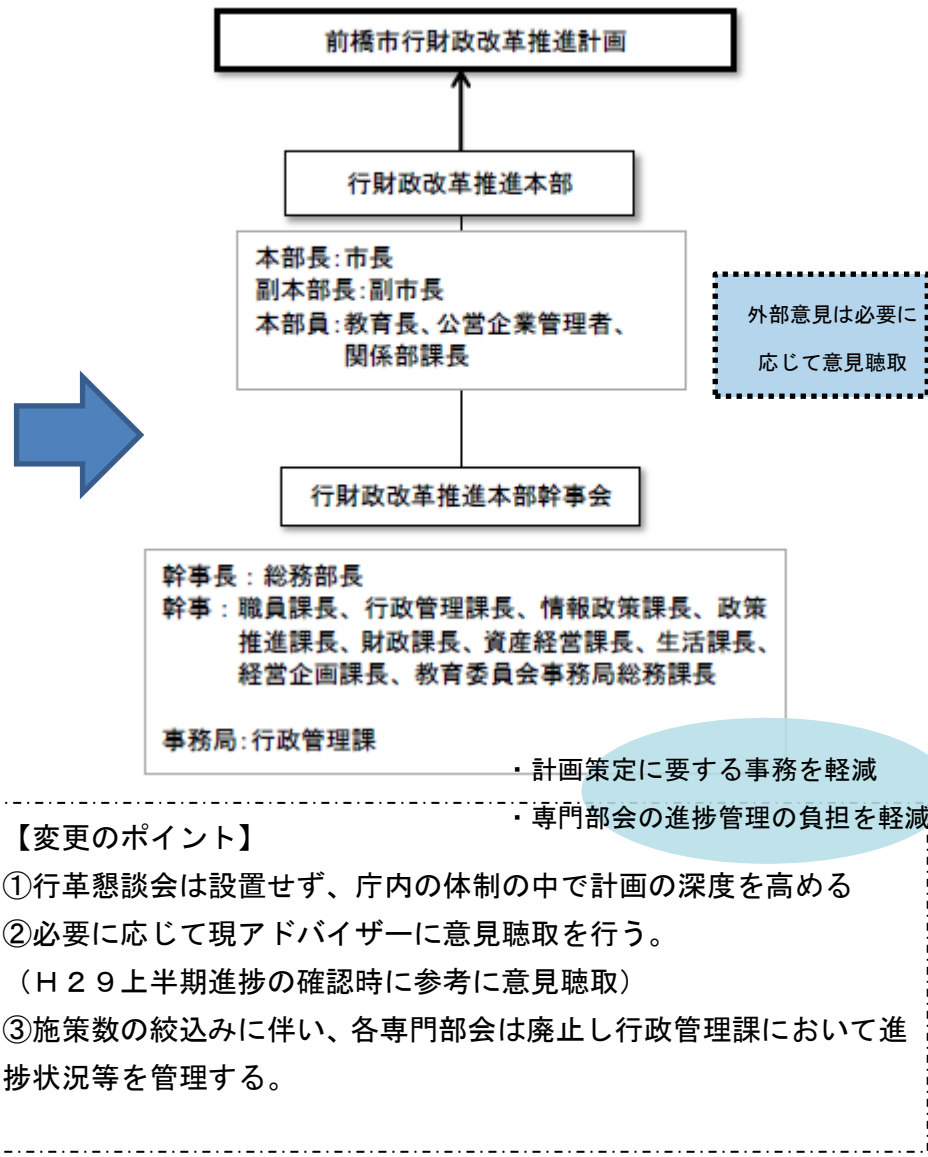 前橋市行財政改革推進計画
行財政改革推進本部
本部長:市長
副本部長:副市長
本部員:教育長、公営企業管理者、
関係部課長
外部意見は必要に
応じて意見聴取
行財政改革推進本部幹事会
幹事長：総務部長
幹事：職員課長、行政管理課長、情報政策課長、政策
推進課長、財政課長、資産経営課長、生活課長、
経営企画課長、教育委員会事務局総務課長
事務局:行政管理課
・計画策定に要する事務を軽減
・専門部会の進捗管理の負担を軽減
【変更のポイント】
①行革懇談会は設置せず、庁内の体制の中で計画の深度を高める
②必要に応じて現アドバイザーに意見聴取を行う。
（Ｈ２９上半期進捗の確認時に参考に意見聴取）
③施策数の絞込みに伴い、各専門部会は廃止し行政管理課において進
捗状況等を管理する。